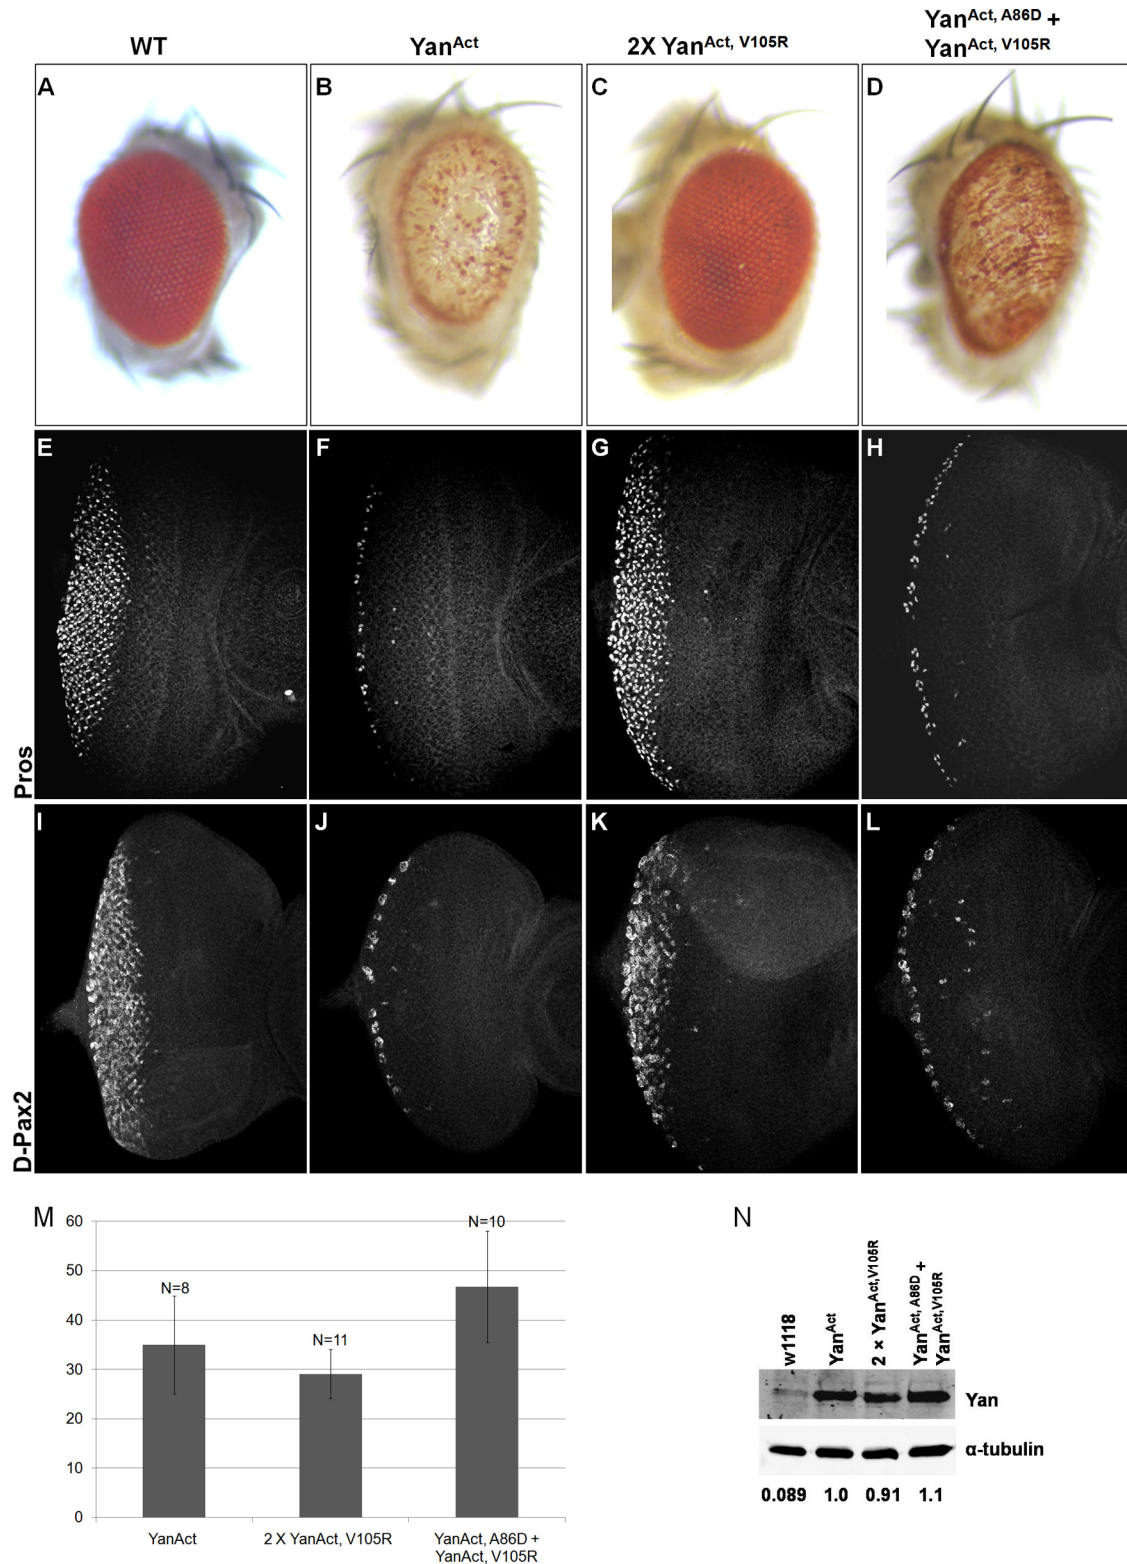 WT
Yan^Act
2X Yan^Act, V105R
Yan^Act, A86D +
Yan^Act, V105R
A
B
C
D
Pros
E
F
G
H
D-Pax2
I
J
K
L
M
60
50
40
30
20
10
0
N=8
N=11
N=10
YanAct
2 X YanAct, V105R
YanAct, A86D +
YanAct, V105R
N
w1118
Yan^Act
2 × Yan^Act,V105R
Yan^Act, A86D +
Yan^Act,V105R
Yan
α-tubulin
0.089 1.0 0.91 1.1